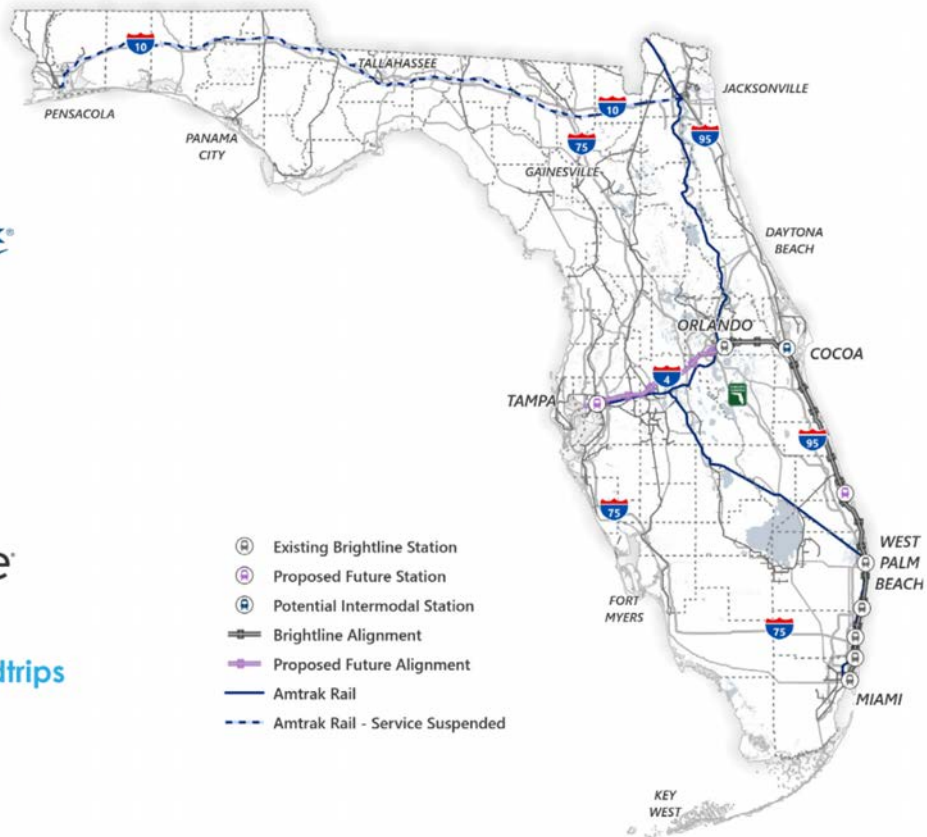 10
PENSACOLA
PANAMA
CITY
TALLAHASSEE
10
75
GAINESVILLE
95
JACKSONVILLE
DAYTONA
BEACH
ORLANDO
COCOA
4
TAMPA
95
75
WEST
PALM
BEACH
FORT
MYERS
75
MIAMI
KEY
WEST
Existing Brightline Station
Proposed Future Station
Potential Intermodal Station
Brightline Alignment
Proposed Future Alignment
Amtrak Rail
Amtrak Rail - Service Suspended